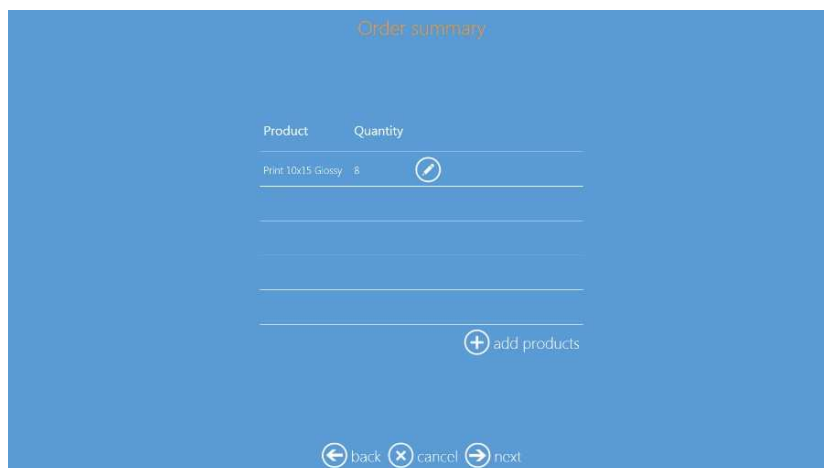 Order summary
Product Quantity
Print 10x15 Glossy 8
add products
back cancel next